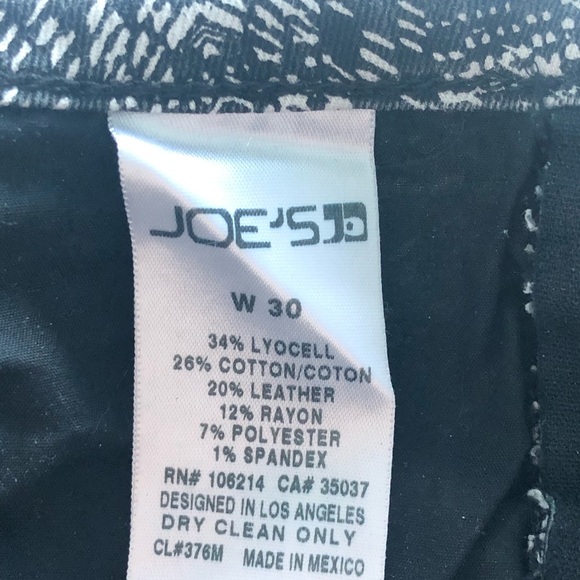 JOE'S JD
W 30
34% LYOCELL
26% COTTON/COTON
20% LEATHER
12% RAYON
7% POLYESTER
1% SPANDEX
RN# 106214 CA# 35037
DESIGNED IN LOS ANGELES
DRY CLEAN ONLY
CL#376M MADE IN MEXICO